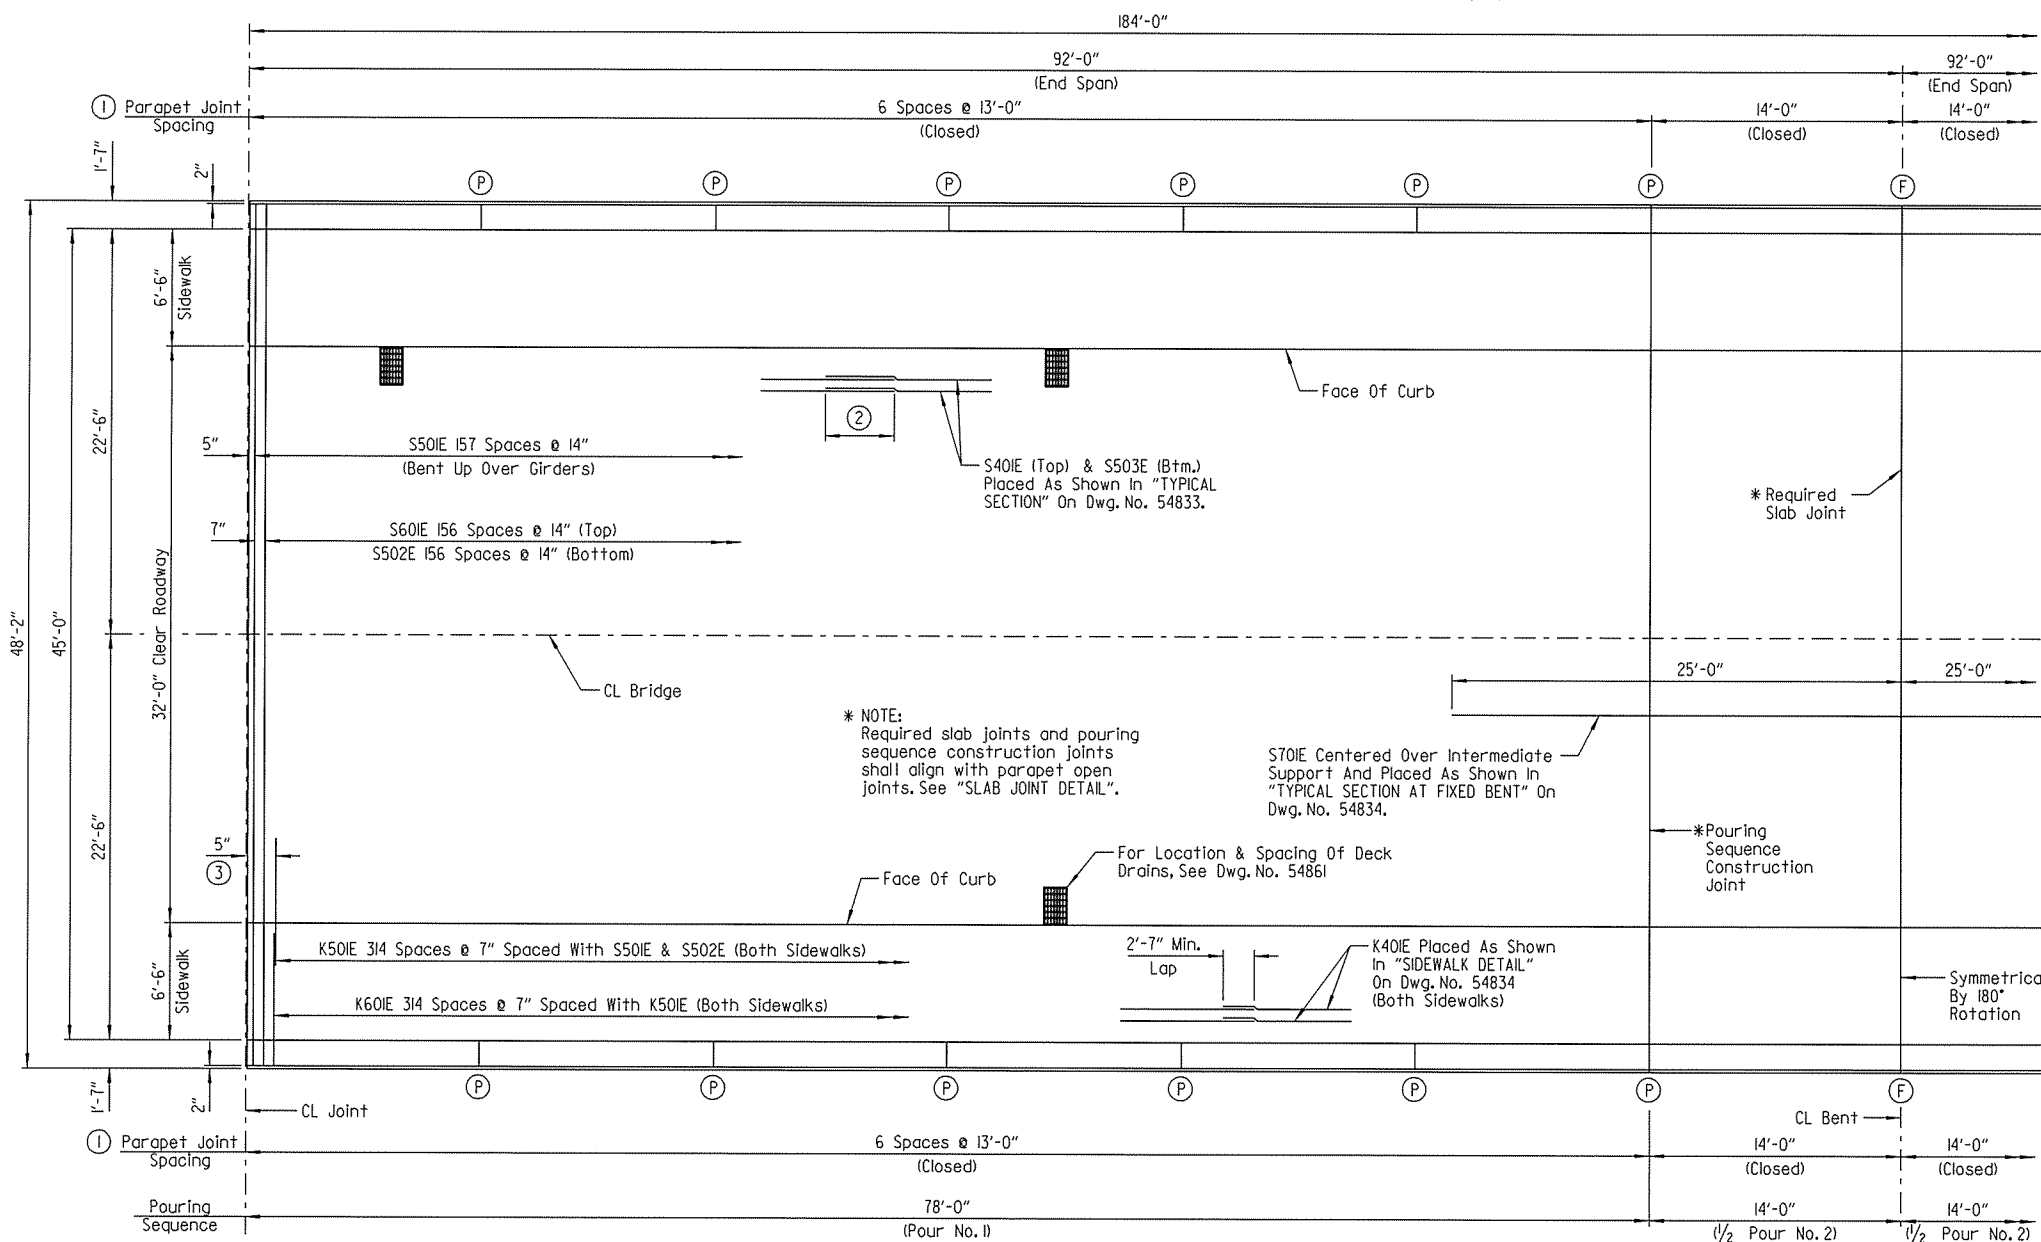 184'-0"
92'-0"
(End Span)
92'-0"
(End Span)
① Parapet Joint
Spacing
6 Spaces @ 13'-0"
(Closed)
14'-0"
(Closed)
14'-0"
(Closed)
1'-7"
2"
P
P
P
P
P
P
F
6'-6"
Sidewalk
Face Of Curb
②
22'-6"
5"
S501E 157 Spaces @ 14"
(Bent Up Over Girders)
S401E (Top) & S503E (Btm.)
Placed As Shown In "TYPICAL
SECTION" On Dwg. No. 54833.
* Required
Slab Joint
7"
S601E 156 Spaces @ 14" (Top)
S502E 156 Spaces @ 14" (Bottom)
48'-2"
45'-0"
32'-0" Clear Roadway
CL Bridge
25'-0"
25'-0"
* NOTE:
Required slab joints and pouring
sequence construction joints
shall align with parapet open
joints. See "SLAB JOINT DETAIL".
S701E Centered Over Intermediate
Support And Placed As Shown In
"TYPICAL SECTION AT FIXED BENT" On
Dwg. No. 54834.
22'-6"
5"
③
*Pouring
Sequence
Construction
Joint
For Location & Spacing Of Deck
Drains, See Dwg. No. 54861
Face Of Curb
6'-6"
Sidewalk
K501E 314 Spaces @ 7" Spaced With S501E & S502E (Both Sidewalks)
2'-7" Min.
Lap
K401E Placed As Shown
In "SIDEWALK DETAIL"
On Dwg. No. 54834
(Both Sidewalks)
K601E 314 Spaces @ 7" Spaced With K501E (Both Sidewalks)
Symmetrica
By 180°
Rotation
1'-7"
2"
P
P
P
P
P
P
F
CL Joint
CL Bent
① Parapet Joint
Spacing
6 Spaces @ 13'-0"
(Closed)
14'-0"
(Closed)
14'-0"
(Closed)
Pouring
Sequence
78'-0"
(Pour No. 1)
14'-0"
(1/2 Pour No. 2)
14'-0"
(1/2 Pour No. 2)